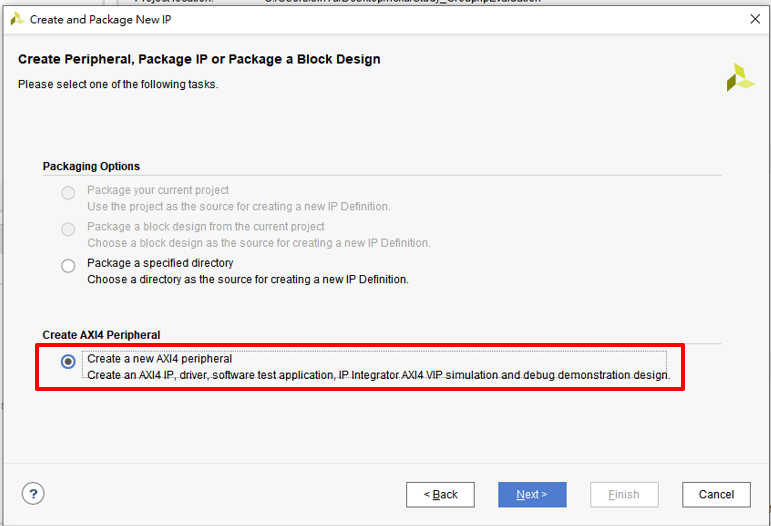 Create and Package New IP
Create Peripheral, Package IP or Package a Block Design
Please select one of the following tasks.
Packaging Options
Package your current project
Use the project as the source for creating a new IP Definition.
Package a block design from the current project
Choose a block design as the source for creating a new IP Definition.
Package a specified directory
Choose a directory as the source for creating a new IP Definition.
Create AXI4 Peripheral
Create a new AXI4 peripheral
Create an AXI4 IP, driver, software test application, IP Integrator AXI4 VIP simulation and debug demonstration design.
?
< Back
Next >
Finish
Cancel